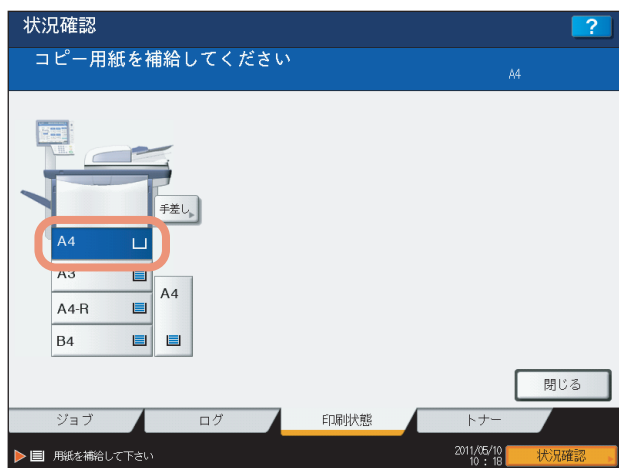 状況確認
?
コピー用紙を補給してください
A4
手差し
A4
A3
A4-R
A4
B4
閉じる
ジョブ
ログ
印刷状態
トナー
用紙を補給して下さい
2011/05/10
10 : 18
状況確認